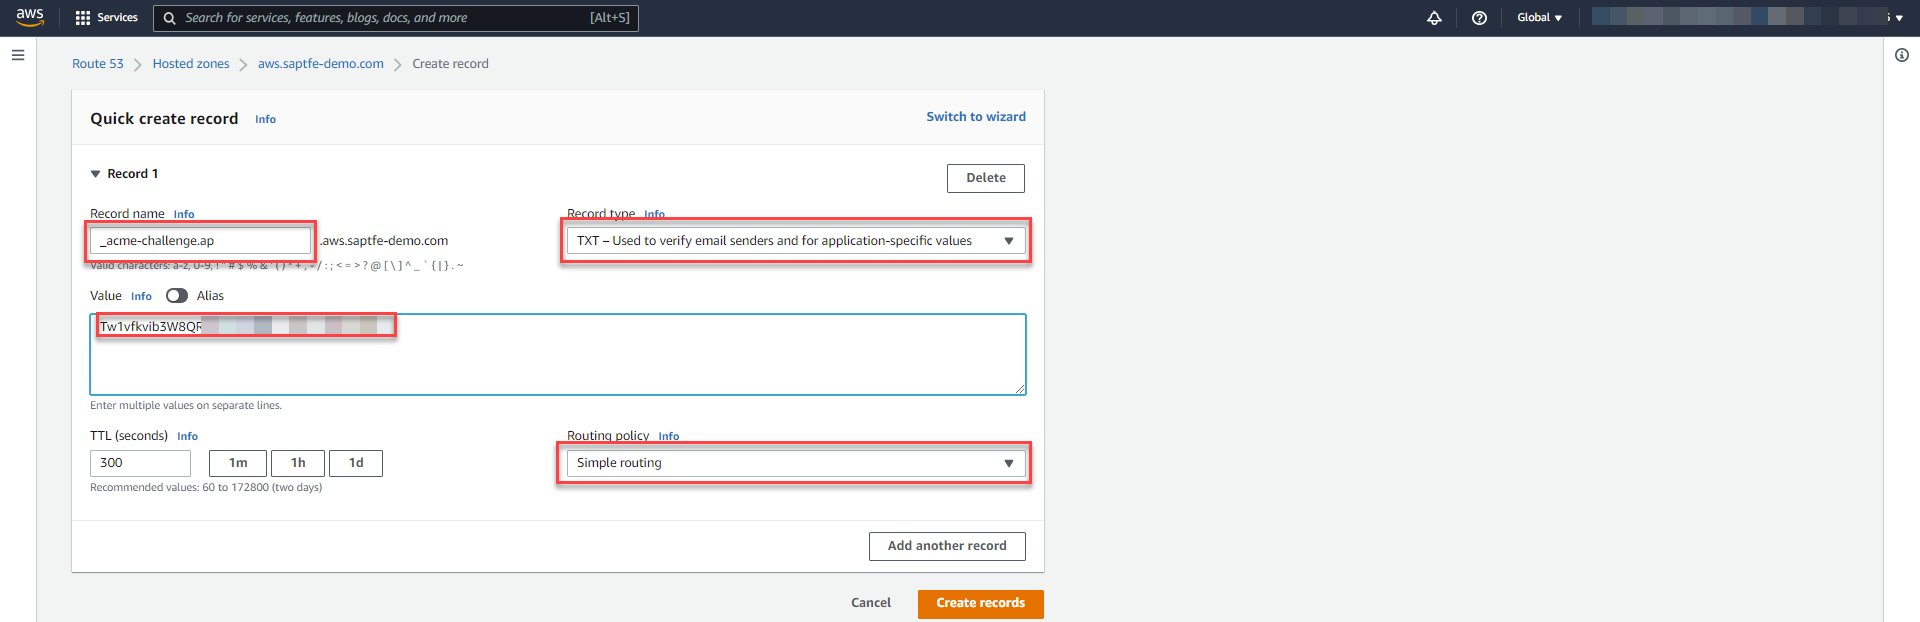 aws Services Search for services, features, blogs, docs, and more [Alt+S] Global
Route 53 Hosted zones aws.saptfe-demo.com Create record
Quick create record Info Switch to wizard
Record 1 Delete
Record name Info Record type Info
_acme-challenge.ap .aws.saptfe-demo.com TXT – Used to verify email senders and for application-specific values
Valid characters: a-z, 0-9, ! " # $ % & ' ( ) * + , - / : ; < = > ? @ [ \ ] ^ _ ` { | } . ~
Value Info Alias
Tw1vfkvib3W8QR
Enter multiple values on separate lines.
TTL (seconds) Info Routing policy Info
300 1m 1h 1d Simple routing
Recommended values: 60 to 172800 (two days)
Add another record
Cancel Create records